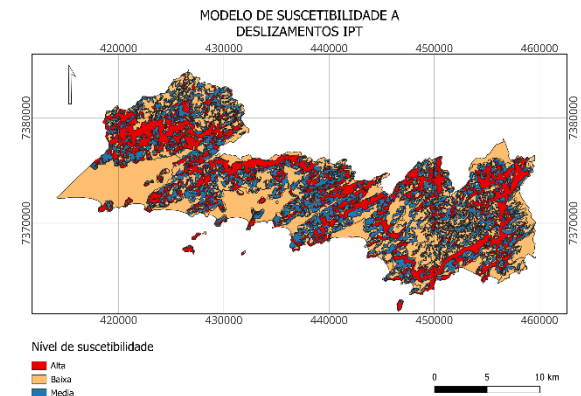 MODELO DE SUSCETIBILIDADE A
DESLIZAMENTOS IPT
420000 430000 440000 450000 460000
7380000 7380000
7370000 7370000
420000 430000 440000 450000 460000
Nível de suscetibilidade
Alta
Baixa
Media
0 5 10 km